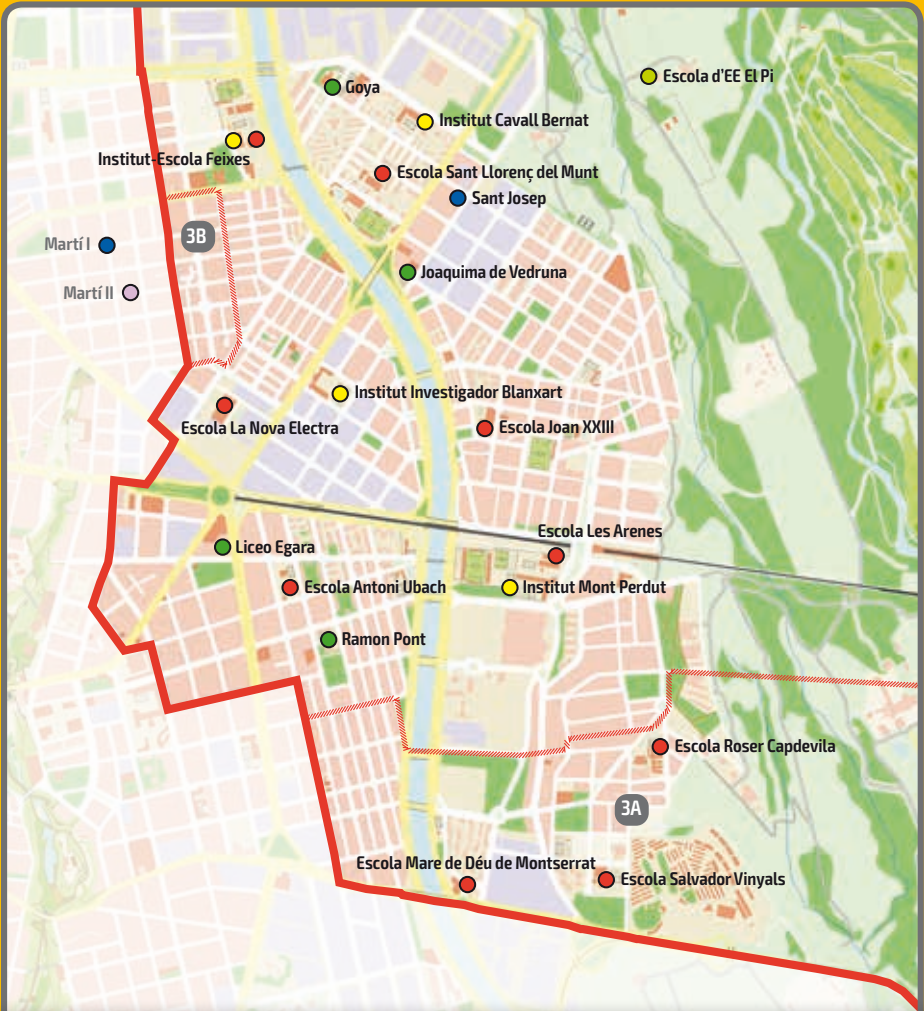 Escola d'EE El Pi
Goya
Institut Cavall Bernat
Institut-Escola Feixes
Escola Sant Llorenç del Munt
Sant Josep
3B
Martí I
Joaquima de Vedruna
Martí II
Institut Investigador Blanxart
Escola La Nova Electra
Escola Joan XXIII
Escola Les Arenes
Liceo Egara
Escola Antoni Ubach
Institut Mont Perdut
Ramon Pont
Escola Roser Capdevila
3A
Escola Mare de Déu de Montserrat
Escola Salvador Vinyals